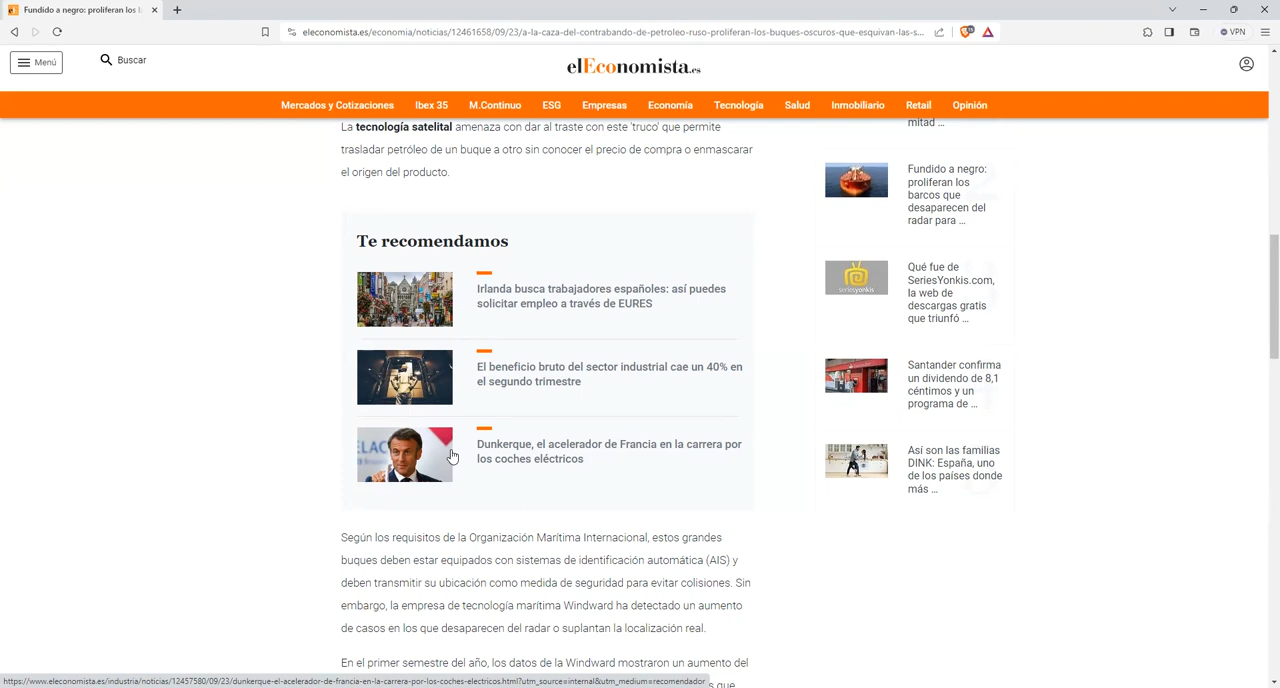 Fundido a negro: proliferan los b
eleconomista.es/economia/noticias/12461658/09/23/a-la-caza-del-contrabando-de-petroleo-ruso-proliferan-los-buques-oscuros-que-esquivan-las-s...
VPN
Menú
Buscar
elEconomista.es
Mercados y Cotizaciones Ibex 35 M.Continuo ESG Empresas Economía Tecnología Salud Inmobiliario Retail Opinión
La tecnología satelital amenaza con dar al traste con este 'truco' que permite
trasladar petróleo de un buque a otro sin conocer el precio de compra o enmascarar
el origen del producto.
Te recomendamos
Irlanda busca trabajadores españoles: así puedes
solicitar empleo a través de EURES
El beneficio bruto del sector industrial cae un 40% en
el segundo trimestre
Dunkerque, el acelerador de Francia en la carrera por
los coches eléctricos
Según los requisitos de la Organización Marítima Internacional, estos grandes
buques deben estar equipados con sistemas de identificación automática (AIS) y
deben transmitir su ubicación como medida de seguridad para evitar colisiones. Sin
embargo, la empresa de tecnología marítima Windward ha detectado un aumento
de casos en los que desaparecen del radar o suplantan la localización real.
En el primer semestre del año, los datos de la Windward mostraron un aumento del
s que
mitad ...
Fundido a negro:
proliferan los
barcos que
desaparecen del
radar para ...
seriesyonkis
Qué fue de
SeriesYonkis.com,
la web de
descargas gratis
que triunfó ...
Santander confirma
un dividendo de 8,1
céntimos y un
programa de ...
Así son las familias
DINK: España, uno
de los países donde
más ...
https://www.eleconomista.es/industria/noticias/12457580/09/23/dunkerque-el-acelerador-de-francia-en-la-carrera-por-los-coches-electricos.html?utm_source=internal&utm_medium=recomendador